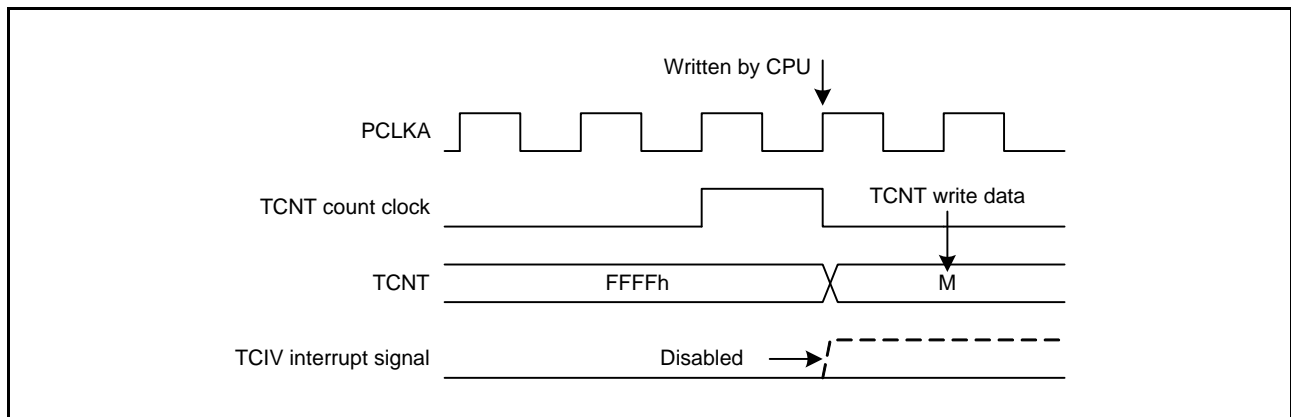 Written by CPU
PCLKA
TCNT count clock
TCNT write data
TCNT
FFFFh
M
TCIV interrupt signal
Disabled